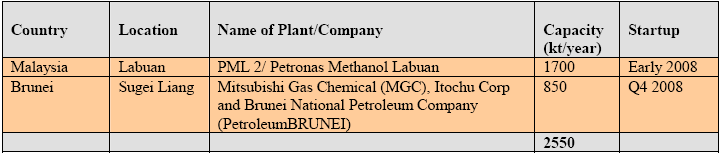 Country Location Name of Plant/Company Capacity Startup
(kt/year)
Malaysia Labuan PML 2/ Petronas Methanol Labuan 1700 Early 2008
Brunei Sugei Liang Mitsubishi Gas Chemical (MGC), Itochu Corp 850 Q4 2008
and Brunei National Petroleum Company
(PetroleumBRUNEI)
2550